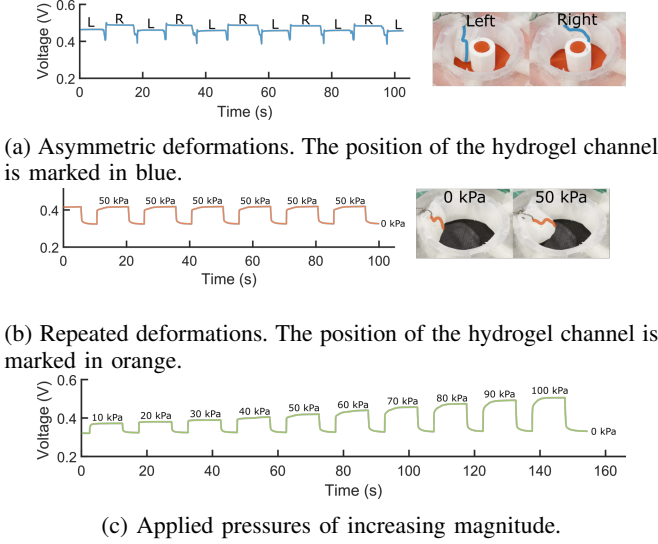 0.6
L R L R L R L R L R L
0.4
0.2
Voltage (V)
0 20 40 60 80 100
Time (s)
Left Right
(a) Asymmetric deformations. The position of the hydrogel channel
is marked in blue.
50 kPa 50 kPa 50 kPa 50 kPa 50 kPa 50 kPa
0.4
0 kPa
0.2
0 20 40 60 80 100
Time (s)
0 kPa 50 kPa
(b) Repeated deformations. The position of the hydrogel channel is
marked in orange.
0.6
10 kPa 20 kPa 30 kPa 40 kPa 50 kPa 60 kPa 70 kPa 80 kPa 90 kPa 100 kPa
0.4
0 kPa
0.2
Voltage (V)
0 20 40 60 80 100 120 140 160
Time (s)
(c) Applied pressures of increasing magnitude.